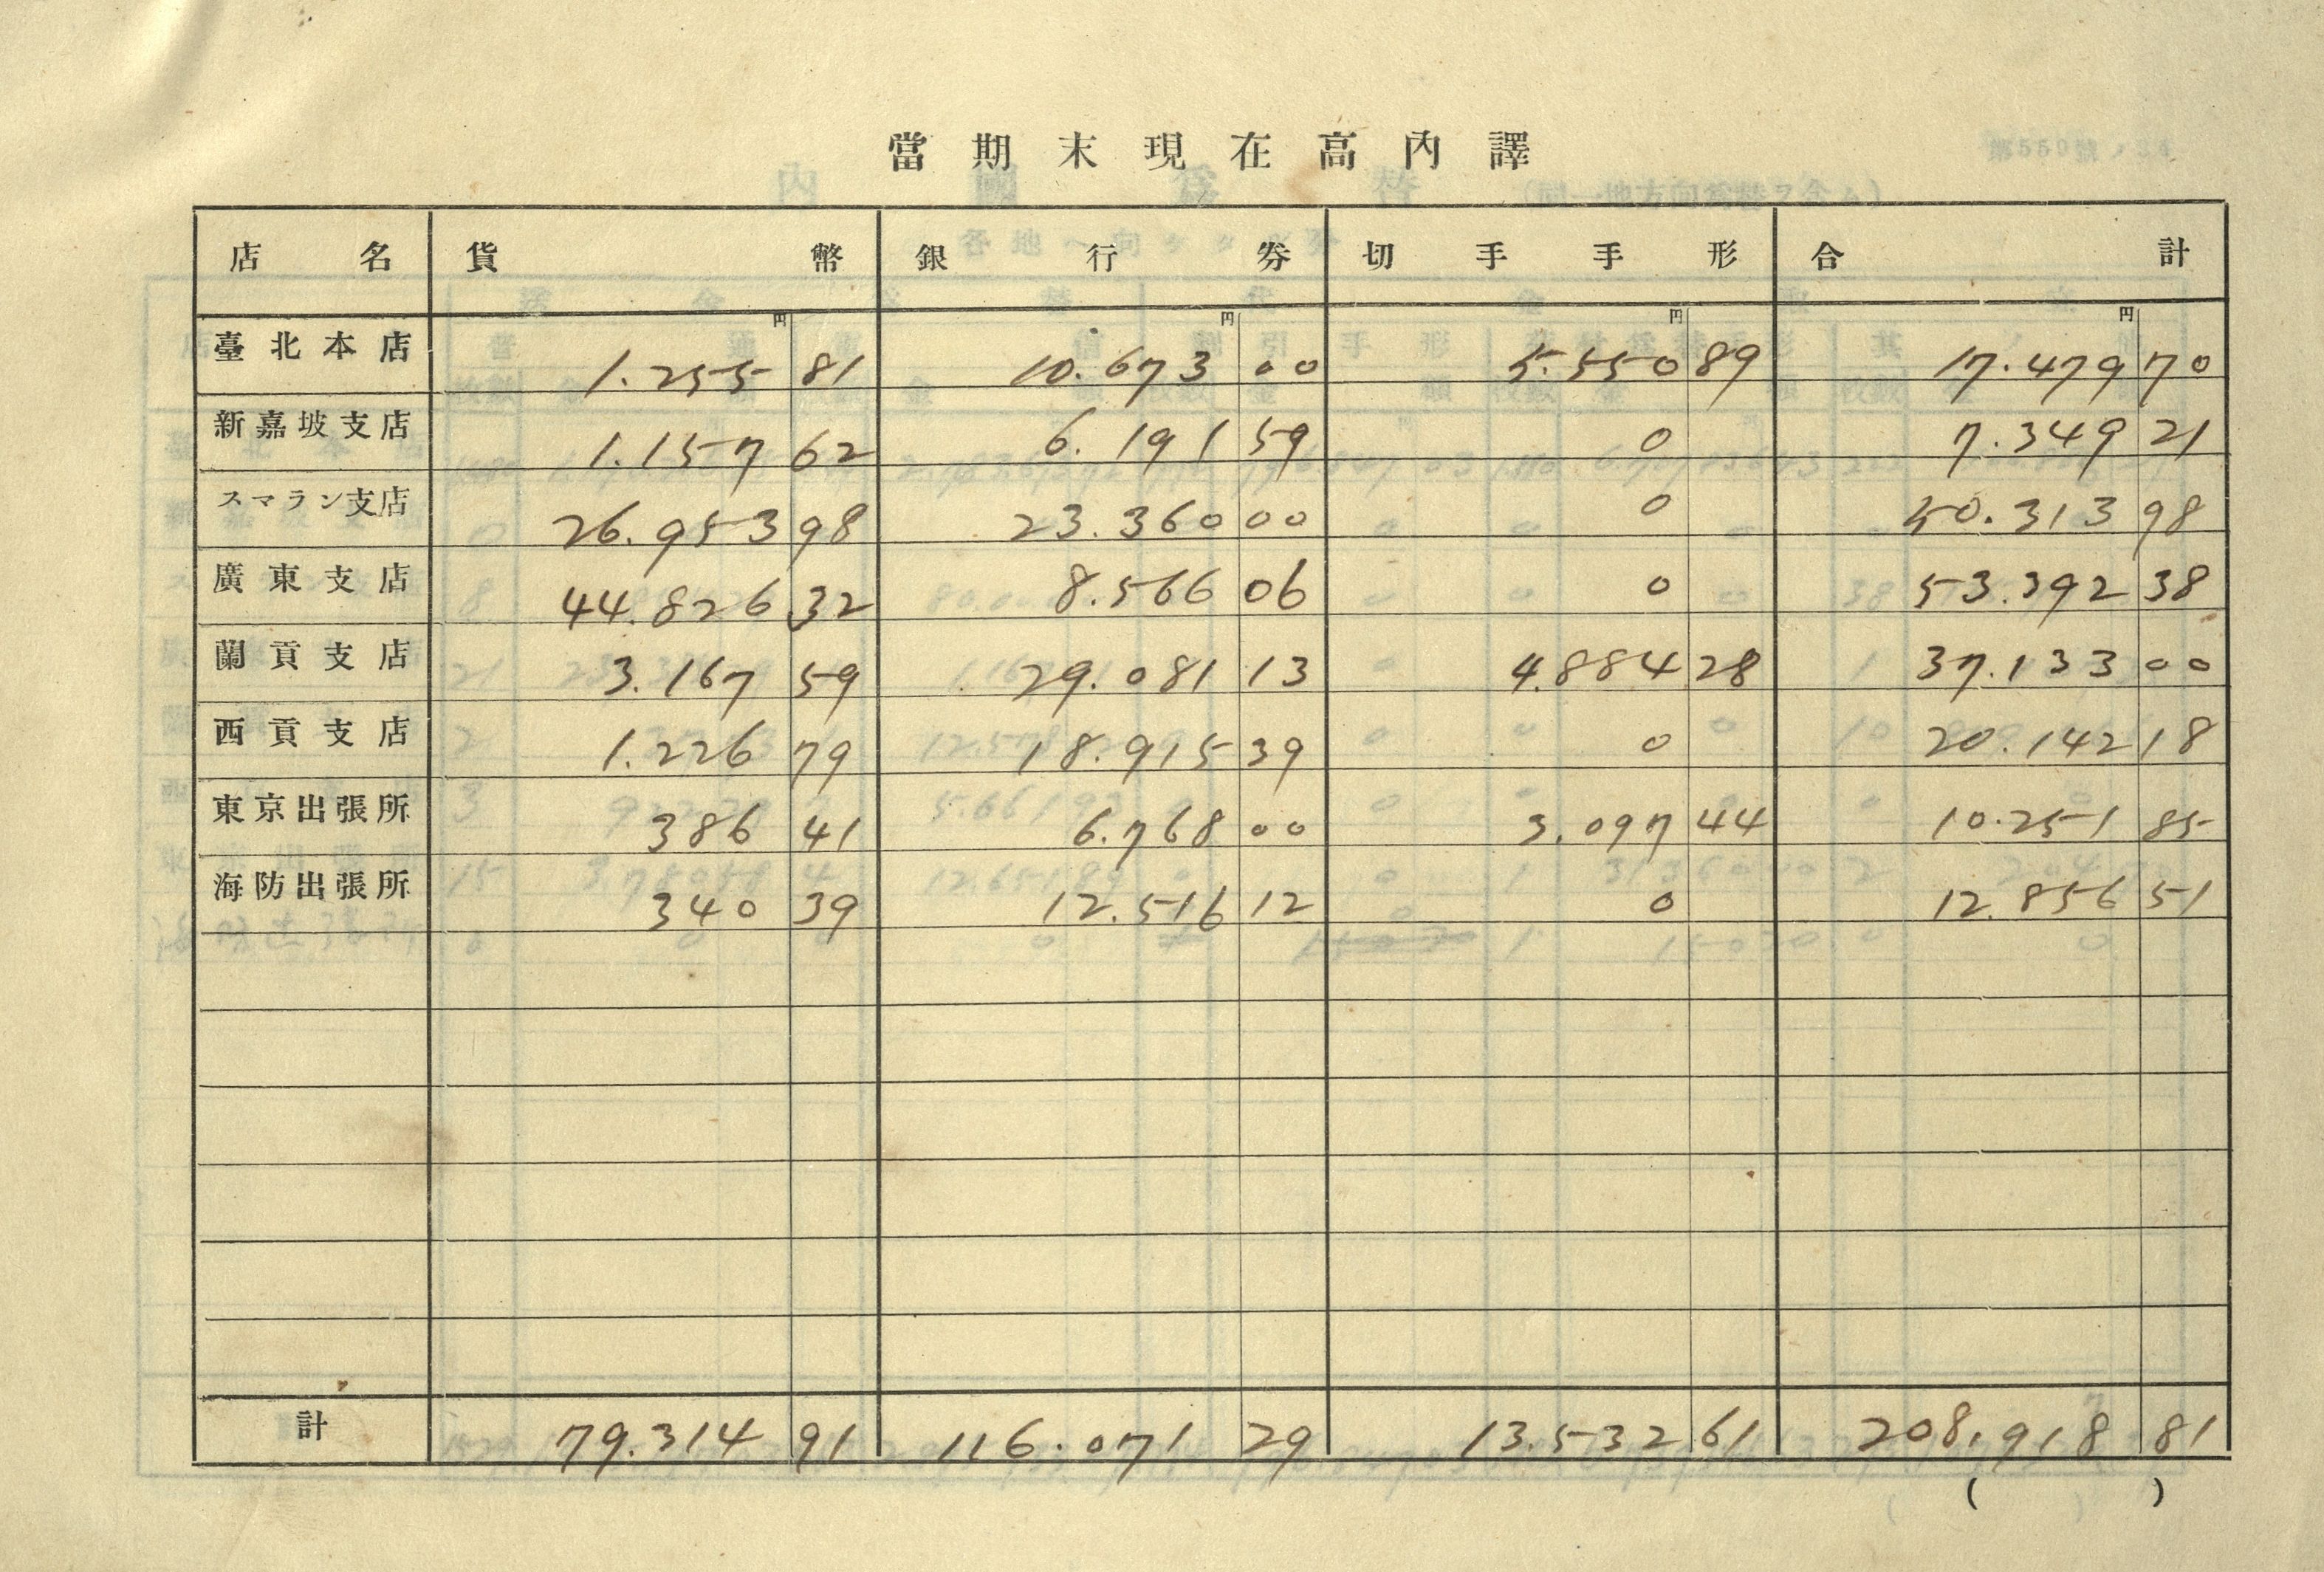 當期末現在高內譯
店名 貨幣 銀行券 切手手形 合計
円 円 円 円
臺北本店 1.255 81 10.673 00 5.550 89 17.479 70
新嘉坡支店 1.157 62 6.191 59 0 7.349 21
スマラン支店 26.953 98 23.360 00 0 50.313 98
廣東支店 44.826 32 8.566 06 0 53.392 38
蘭貢支店 3.167 59 29.081 13 4.884 28 37.133 00
西貢支店 1.226 79 18.915 39 0 20.142 18
東京出張所 386 41 6.768 00 3.097 44 10.251 85
海防出張所 340 39 12.516 12 0 12.856 51
計 79.314 91 116.071 29 13.532 61 208,918 81
( )